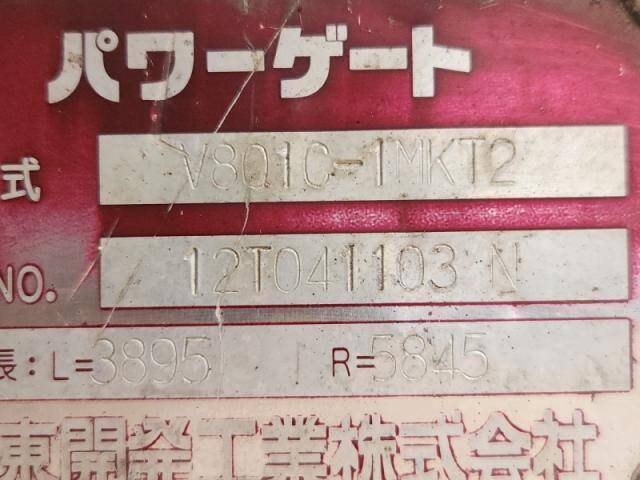 パワーゲート
式 V801C-1MKT2
NO. 12T041103 N
長: L=3895 R=5845
東開発工業株式会社